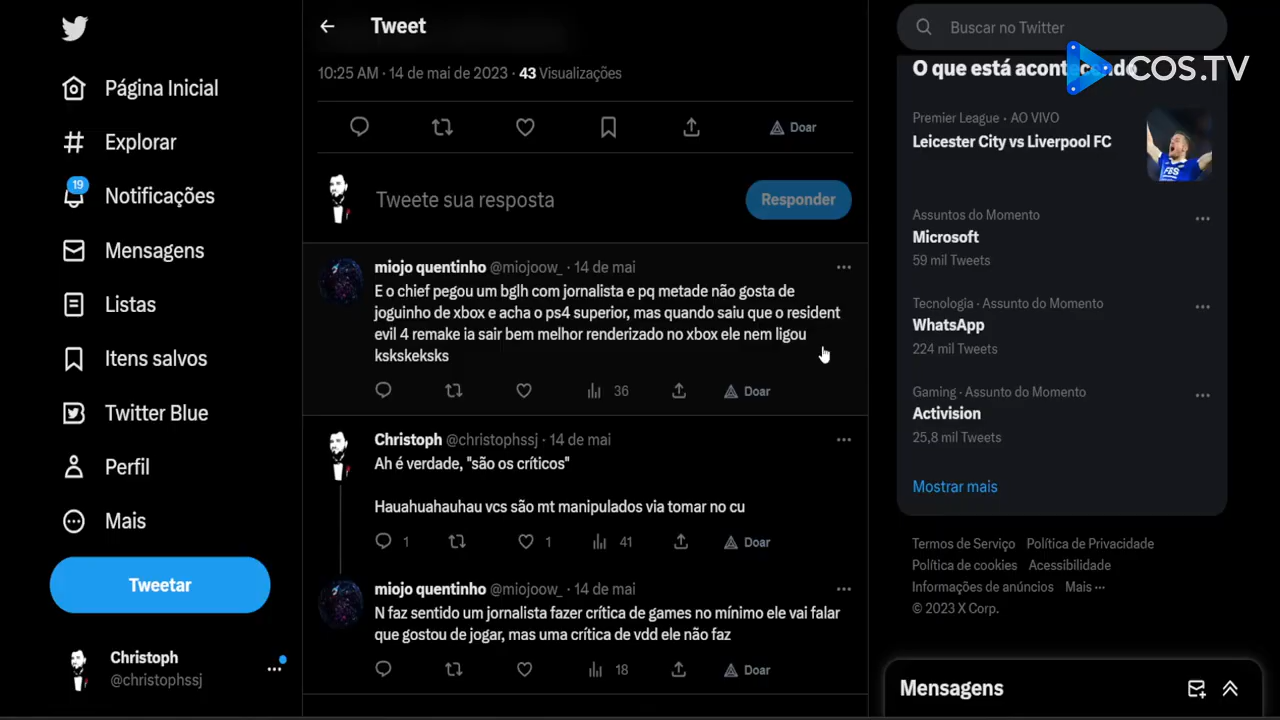 Tweet
10:25 AM · 14 de mai de 2023 · 43 Visualizações
Doar
Tweete sua resposta
Responder
miojo quentinho @miojoow_ · 14 de mai
E o chief pegou um bglh com jornalista e pq metade não gosta de
joguinho de xbox e acha o ps4 superior, mas quando saiu que o resident
evil 4 remake ia sair bem melhor renderizado no xbox ele nem ligou
kskskeksks
36
Doar
Christoph @christophssj · 14 de mai
Ah é verdade, "são os críticos"
Hauahuahauhau vcs são mt manipulados via tomar no cu
1
1
41
Doar
miojo quentinho @miojoow_ · 14 de mai
N faz sentido um jornalista fazer crítica de games no mínimo ele vai falar
que gostou de jogar, mas uma crítica de vdd ele não faz
18
Doar
Página Inicial
Explorar
19
Notificações
Mensagens
Listas
Itens salvos
Twitter Blue
Perfil
Mais
Tweetar
Christoph
@christophssj
Buscar no Twitter
COS.TV
O que está acontecendo
Premier League · AO VIVO
Leicester City vs Liverpool FC
Assuntos do Momento
Microsoft
59 mil Tweets
Tecnologia · Assunto do Momento
WhatsApp
224 mil Tweets
Gaming · Assunto do Momento
Activision
25,8 mil Tweets
Mostrar mais
Termos de Serviço Política de Privacidade
Política de cookies Acessibilidade
Informações de anúncios Mais ···
© 2023 X Corp.
Mensagens